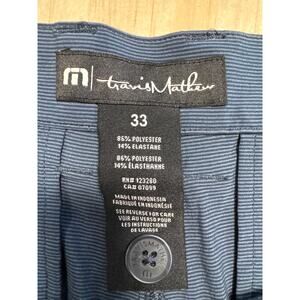 m travisMathew
33
86% POLYESTER
14% ELASTANE
86% POLYESTER
14% ÉLASTHANNE
RN# 123280
CA# 07099
MADE IN INDONESIA
FABRIQUÉ EN INDONÉSIE
SEE REVERSE FOR CARE
VOIR AU VERSO POUR
LES INSTRUCTIONS
DE LAVAGE
TRAVISMATHEW
m